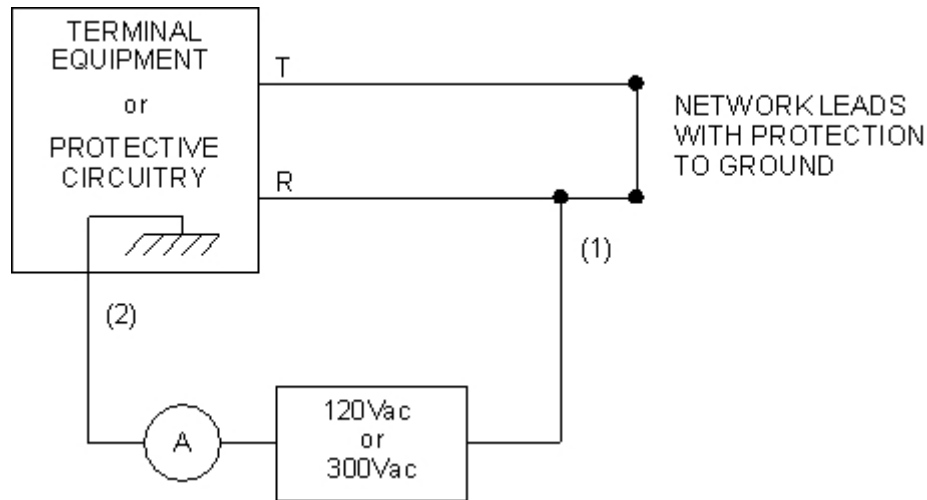 TERMINAL
EQUIPMENT
or
PROTECTIVE
CIRCUITRY
T
R
NETWORK LEADS
WITH PROTECTION
TO GROUND
(1)
(2)
A
120Vac
or
300Vac